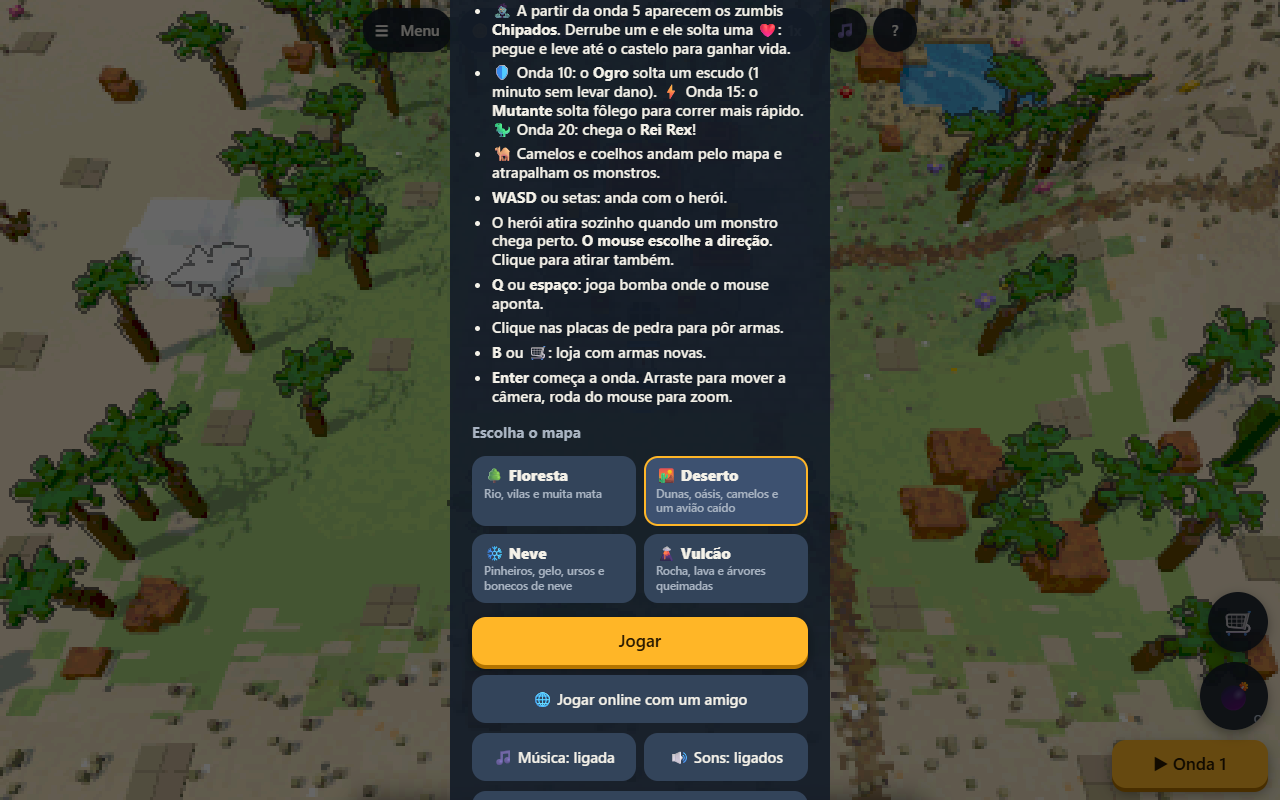 Menu
?
A partir da onda 5 aparecem os zumbis
Chipados. Derrube um e ele solta uma ❤️:
pegue e leve até o castelo para ganhar vida.
Onda 10: o Ogro solta um escudo (1
minuto sem levar dano). ⚡ Onda 15: o
Mutante solta fôlego para correr mais rápido.
Onda 20: chega o Rei Rex!
Camelos e coelhos andam pelo mapa e
atrapalham os monstros.
WASD ou setas: anda com o herói.
O herói atira sozinho quando um monstro
chega perto. O mouse escolhe a direção.
Clique para atirar também.
Q ou espaço: joga bomba onde o mouse
aponta.
Clique nas placas de pedra para pôr armas.
B ou 🛒: loja com armas novas.
Enter começa a onda. Arraste para mover a
câmera, roda do mouse para zoom.
Escolha o mapa
Floresta
Rio, vilas e muita mata
Deserto
Dunas, oásis, camelos e
um avião caído
Neve
Pinheiros, gelo, ursos e
bonecos de neve
Vulcão
Rocha, lava e árvores
queimadas
Jogar
Jogar online com um amigo
Música: ligada
Sons: ligados
▶ Onda 1